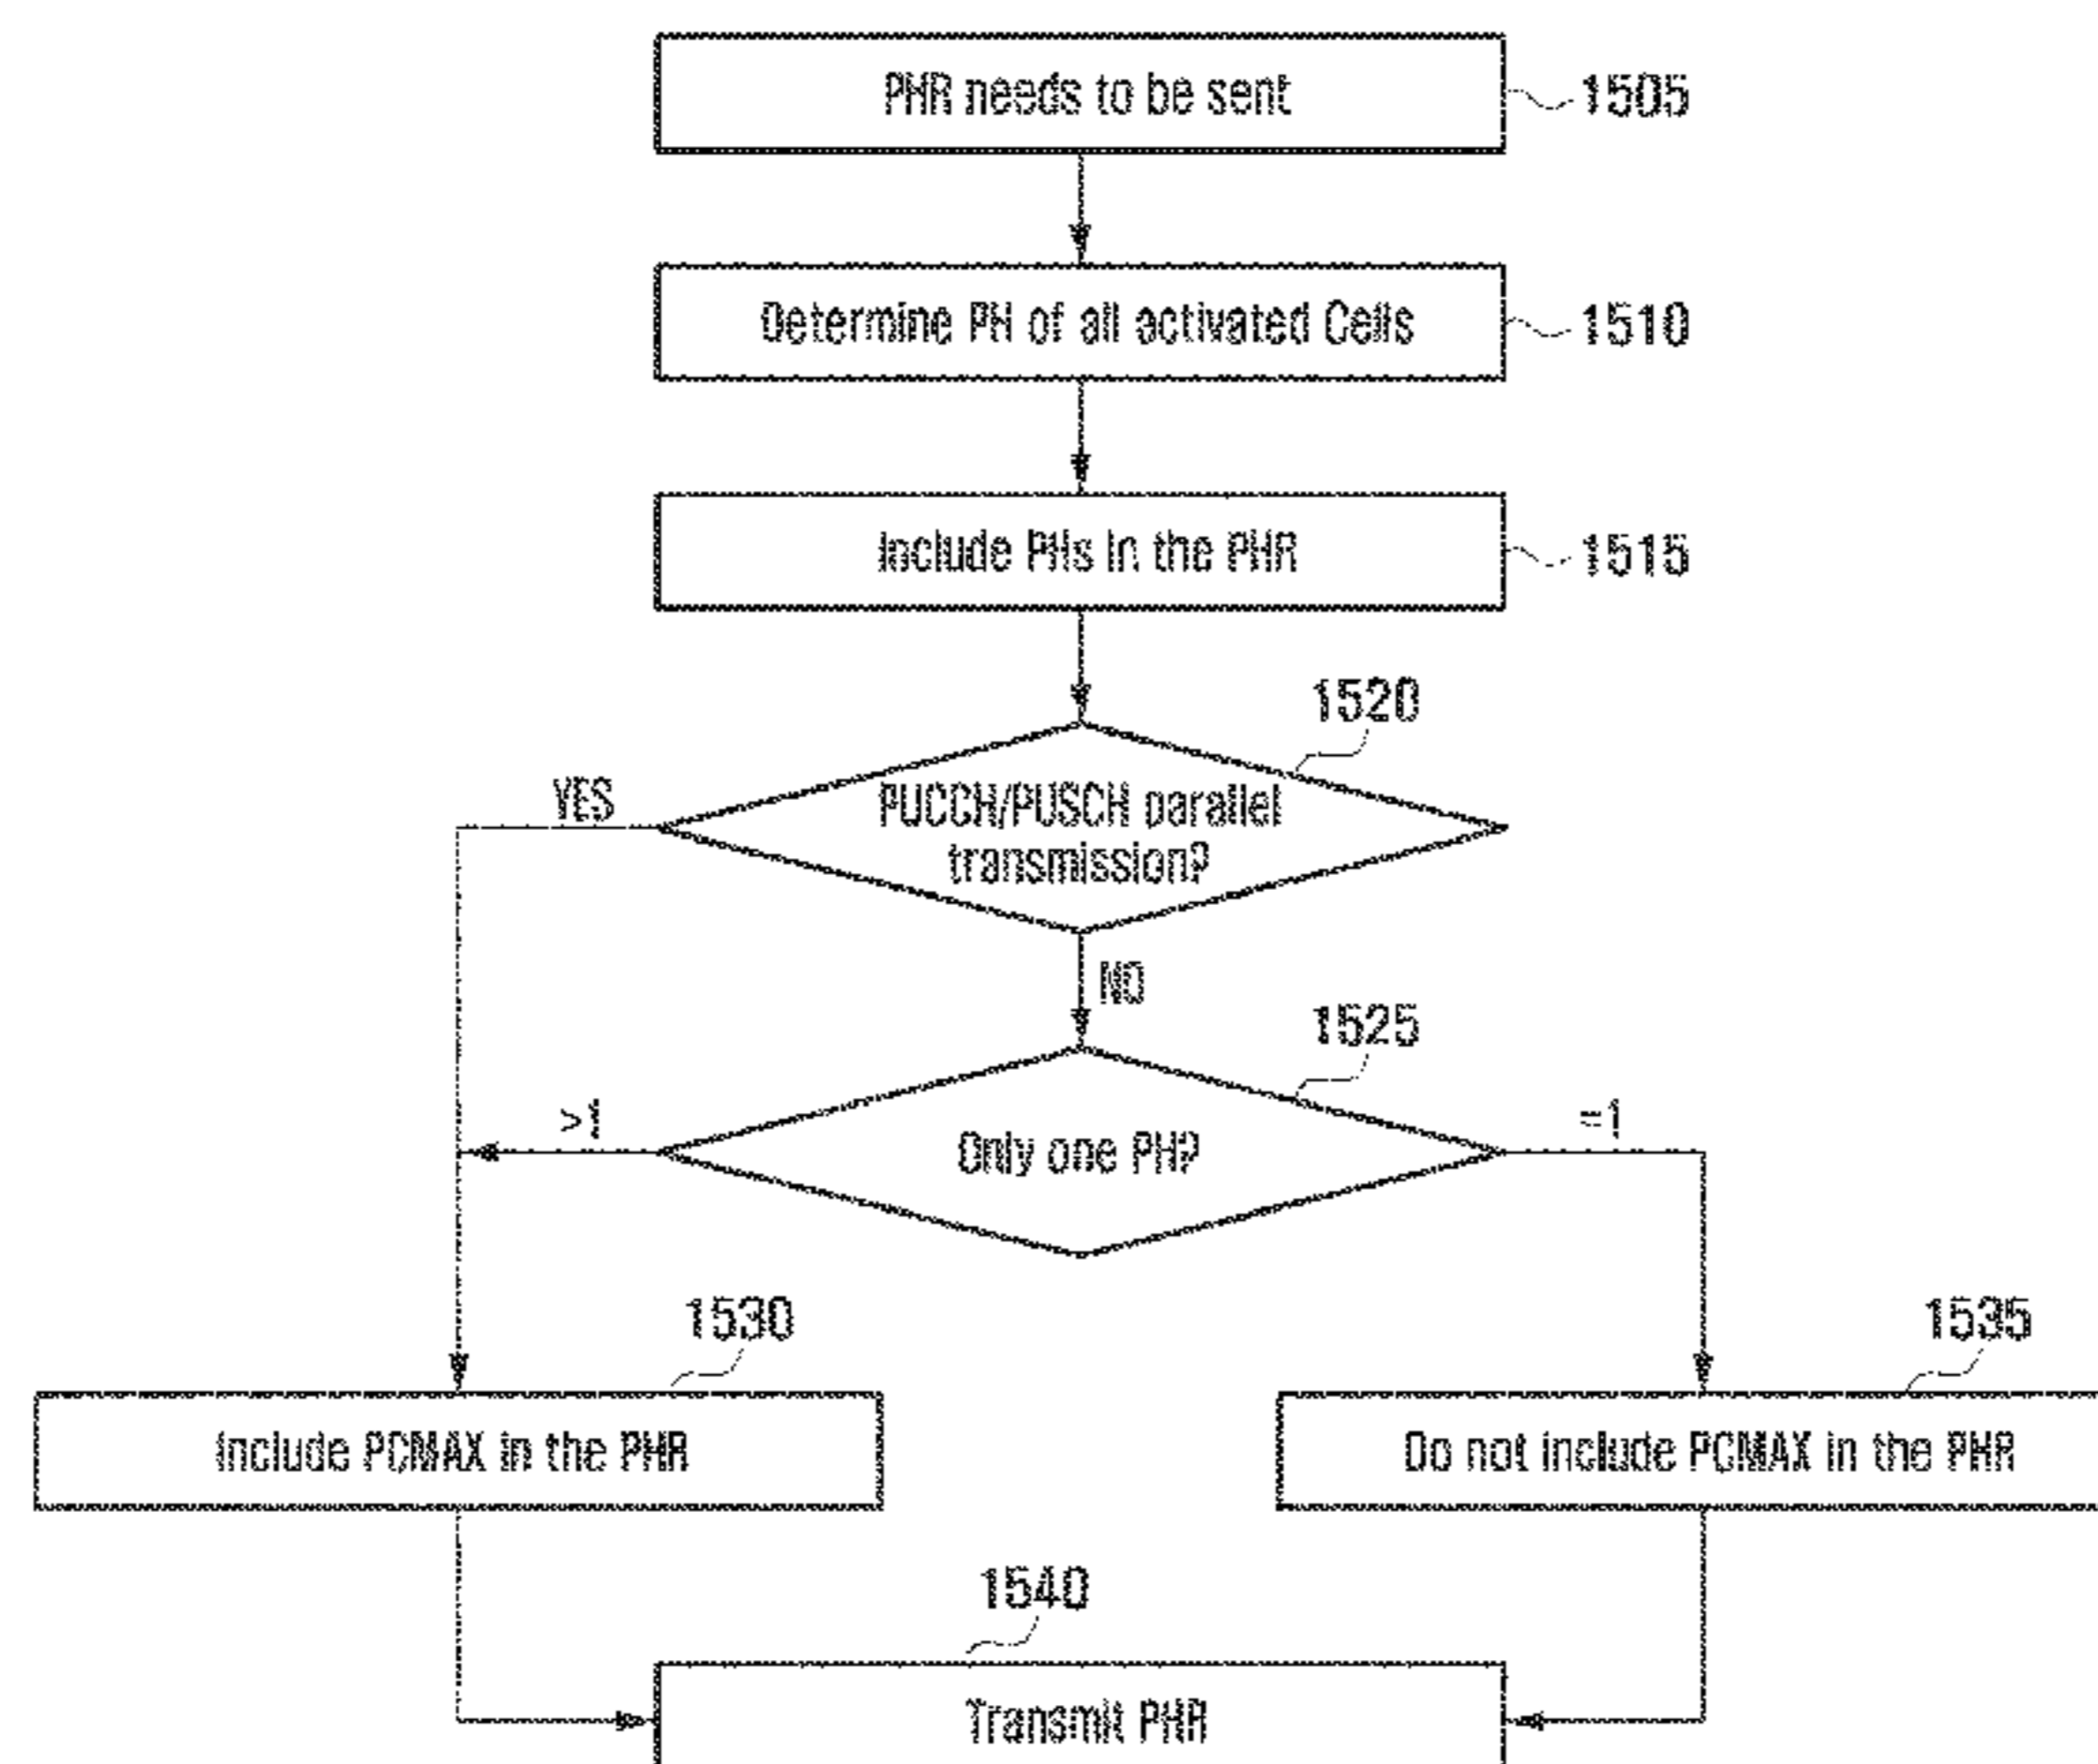 PHR needs to be sent
1505
Determine PH of all activated Cells
1510
Include PHs in the PHR
1515
1520
YES
PUCCH/PUSCH parallel
transmission?
NO
1525
>1
Only one PH?
=1
1530
1535
Include PCMAX in the PHR
Do not include PCMAX in the PHR
1540
Transmit PHR